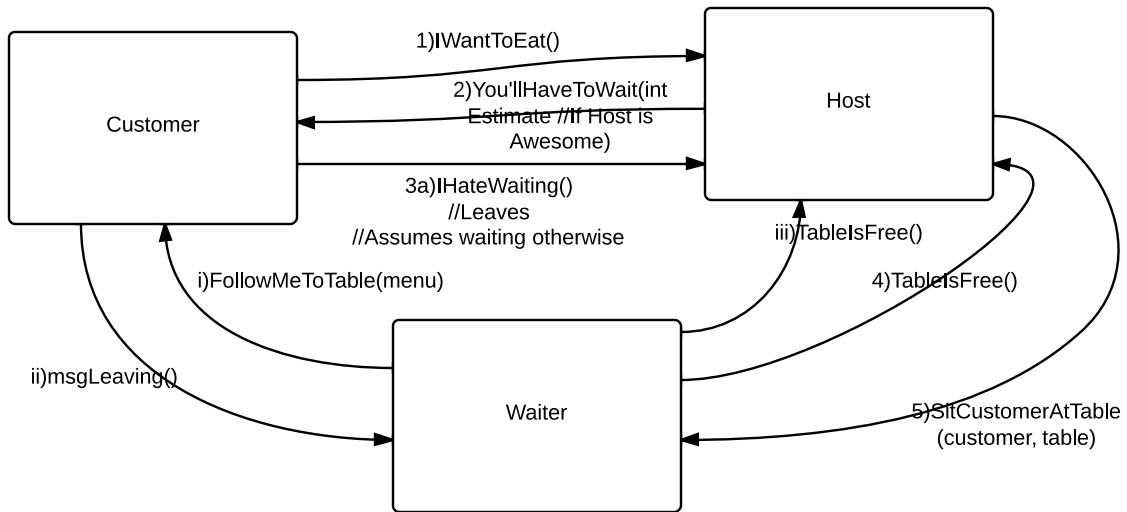 1)IWantToEat()
Customer
2)You'llHaveToWait(int
Estimate //If Host is
Awesome)
Host
3a)IHateWaiting()
//Leaves
//Assumes waiting otherwise
iii)TableIsFree()
i)FollowMeToTable(menu)
4)TableIsFree()
ii)msgLeaving()
Waiter
5)SitCustomerAtTable
(customer, table)